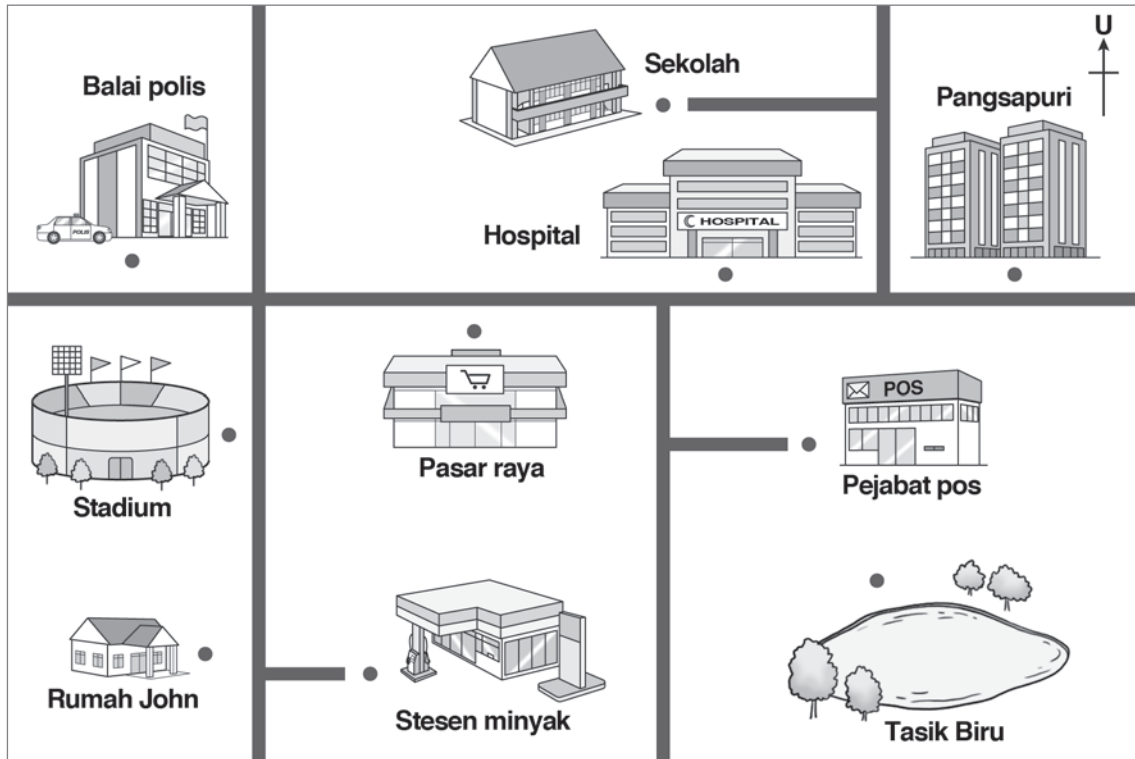 U
Sekolah
Balai polis
Pangsapuri
POLIS
HOSPITAL
Hospital
POS
Pasar raya
Pejabat pos
Stadium
Rumah John
Stesen minyak
Tasik Biru